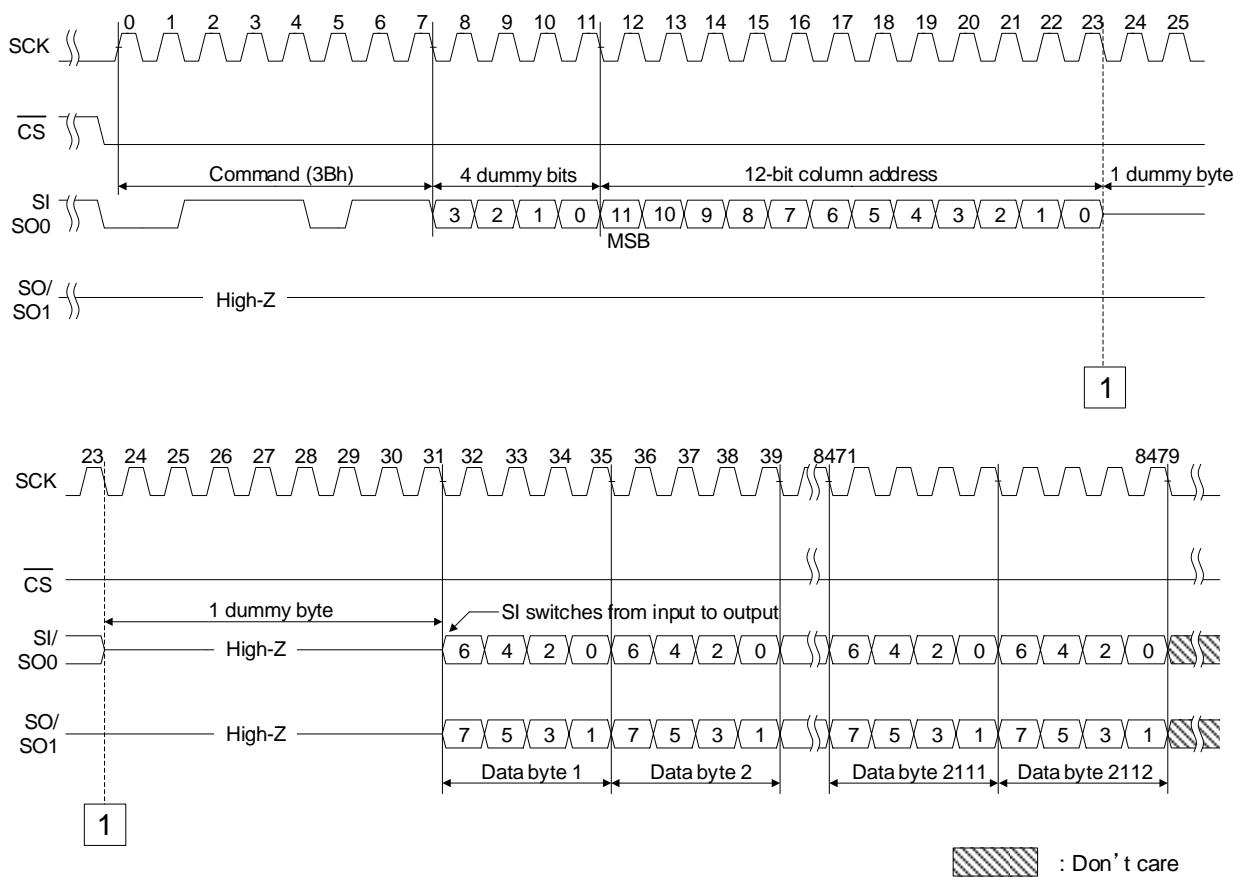 0 1 2 3 4 5 6 7 8 9 10 11 12 13 14 15 16 17 18 19 20 21 22 23 24 25
SCK
CS
Command (3Bh) 4 dummy bits 12-bit column address 1 dummy byte
SI
SO0
3 2 1 0 11 10 9 8 7 6 5 4 3 2 1 0
MSB
SO/
SO1
High-Z
1
23 24 25 26 27 28 29 30 31 32 33 34 35 36 37 38 39 8471 8479
SCK
CS
1 dummy byte SI switches from input to output
SI/
SO0
High-Z 6 4 2 0 6 4 2 0 6 4 2 0 6 4 2 0
SO/
SO1
High-Z 7 5 3 1 7 5 3 1 7 5 3 1 7 5 3 1
Data byte 1 Data byte 2 Data byte 2111 Data byte 2112
1
: Don't care